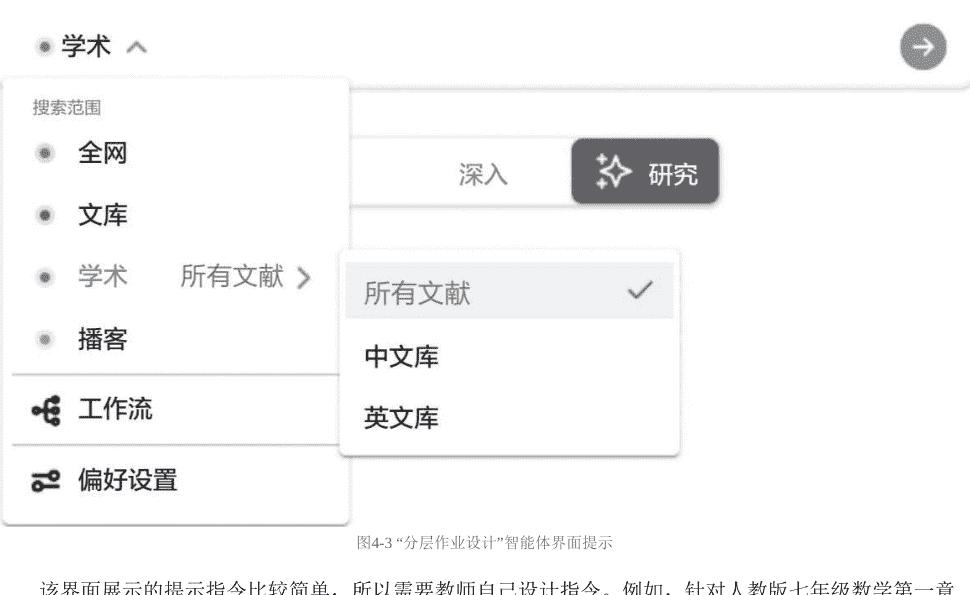 学术
搜索范围
全网
深入
研究
文库
学术 所有文献
所有文献
播客
中文库
工作流
英文库
偏好设置
图4-3 “分层作业设计”智能体界面提示
该界面展示的提示指令比较简单，所以需要教师自己设计指令。例如，针对人教版七年级数学第一章